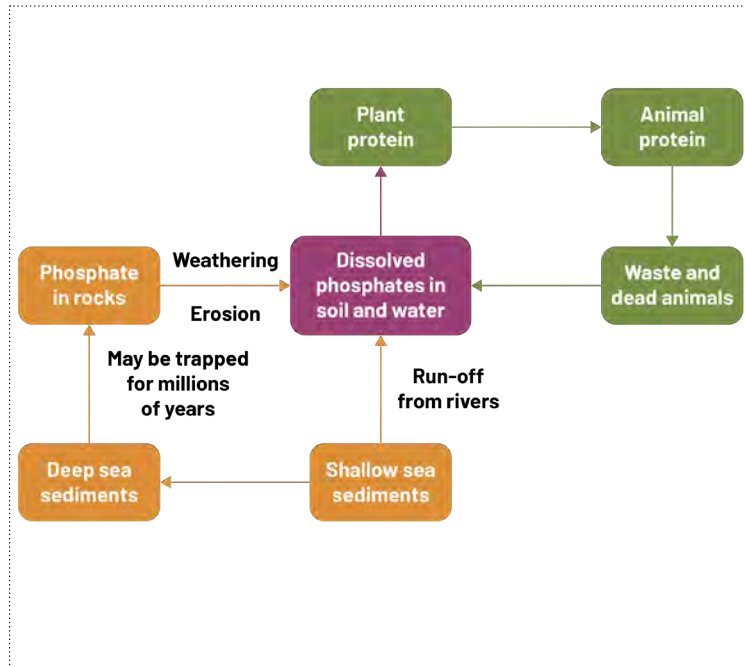 Plant
protein
Animal
protein
Phosphate
in rocks
Weathering
Erosion
Dissolved
phosphates in
soil and water
Waste and
dead animals
May be trapped
for millions
of years
Run-off
from rivers
Deep sea
sediments
Shallow sea
sediments